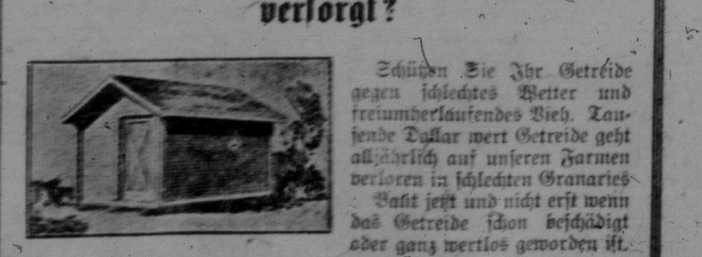 versorgt?
Schützen Sie Ihr Getreide
gegen schlechtes Wetter und
freiumherlaufendes Vieh. Tau-
sende Dollar wert Getreide geht
alljährlich auf unseren Farmen
verloren in schlechten Granaries
Baut jetzt und nicht erst wenn
das Getreide schon beschädigt
oder ganz wertlos geworden ist.